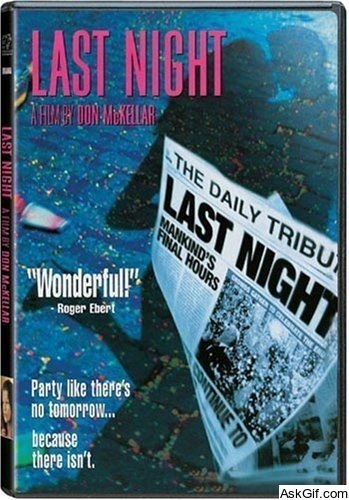 LAST NIGHT
A FILM BY DON McKELLAR
LAST NIGHT A FILM BY DON McKELLAR
THE DAILY TRIBU
LAST NIGHT
MANKIND'S
FINAL HOURS
"Wonderful!"
- Roger Ebert
Party like there's
no tomorrow...
because
there isn't.
AskGif.com